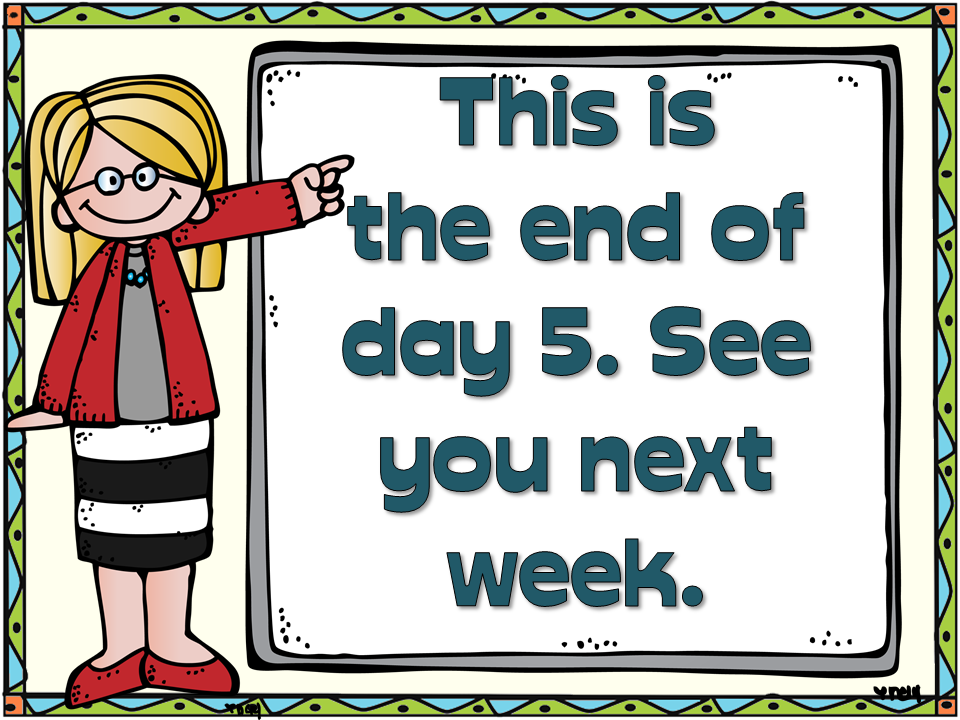 This is
the end of
day 5. See
you next
week.